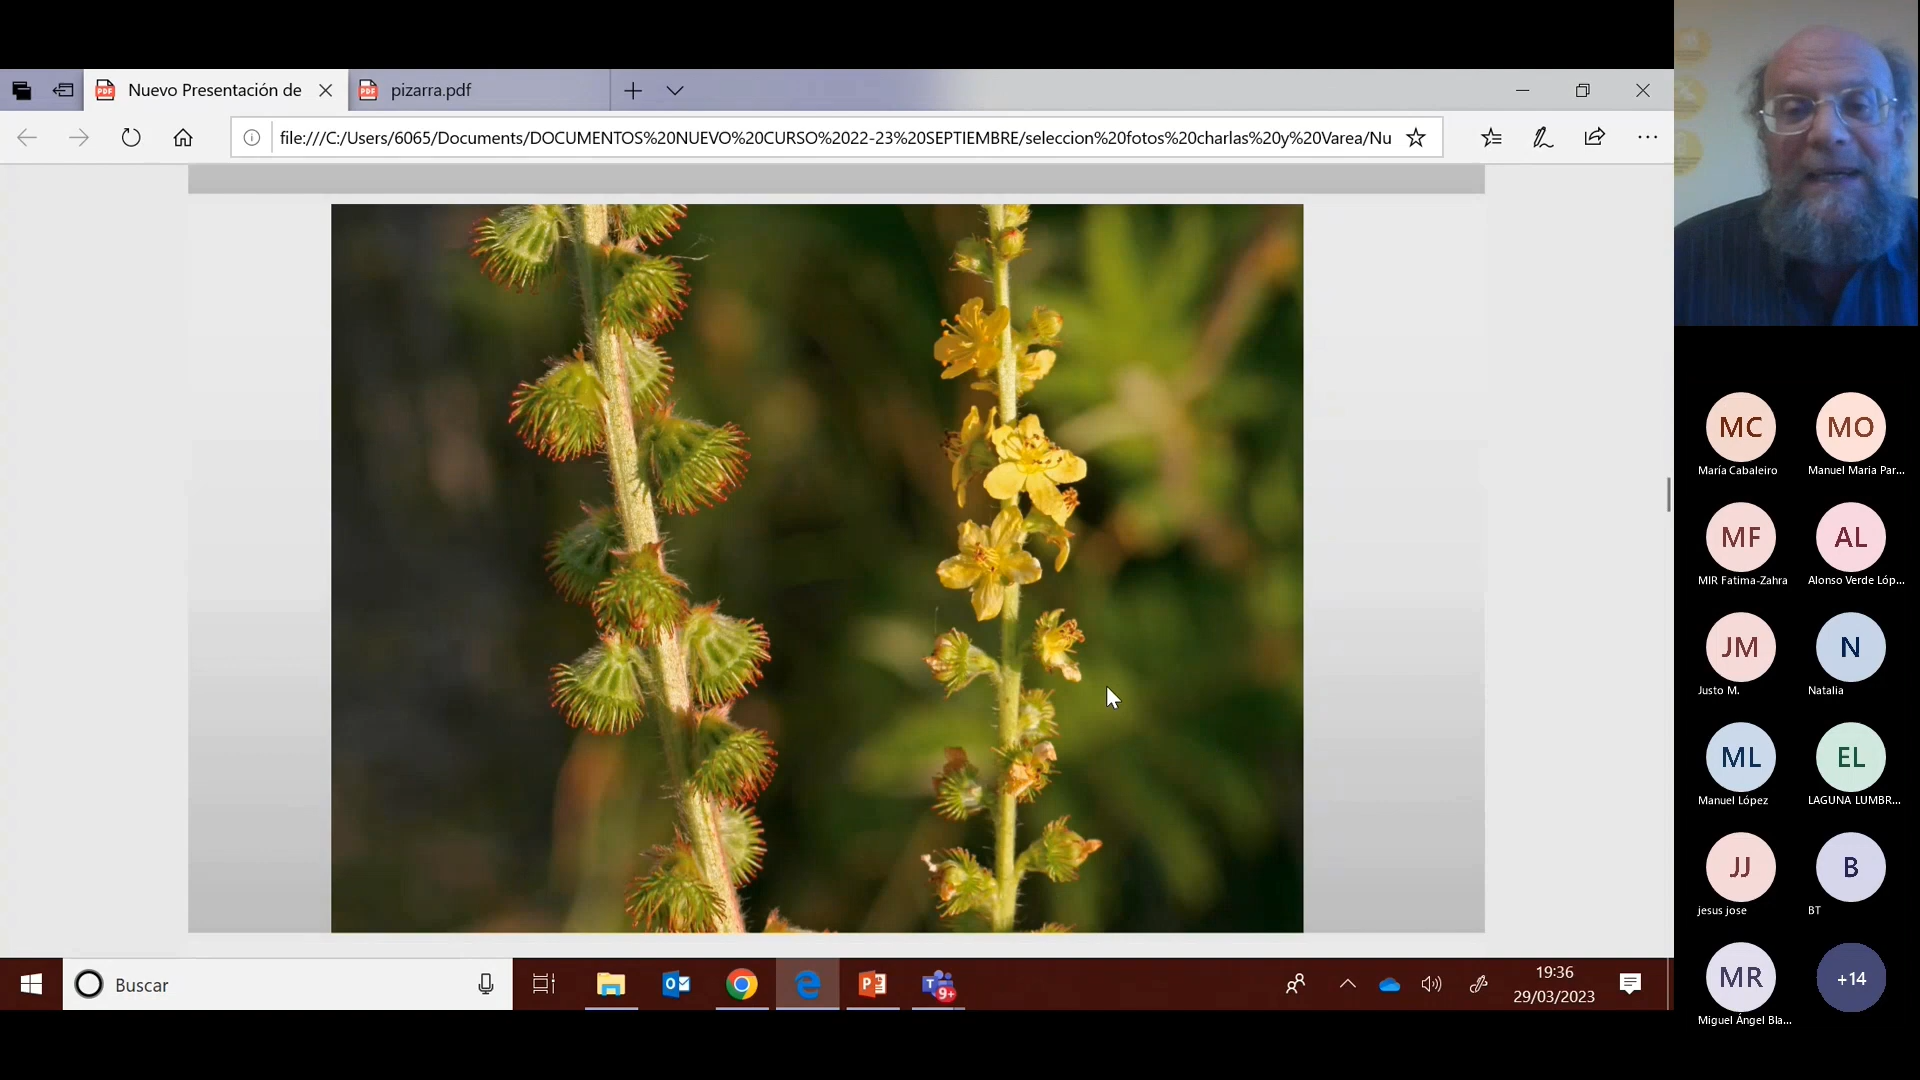 Nuevo Presentación de
pizarra.pdf
file:///C:/Users/6065/Documents/DOCUMENTOS%20NUEVO%20CURSO%2022-23%20SEPTIEMBRE/seleccion%20fotos%20charlas%20y%20Varea/Nu
MC
MO
María Cabaleiro
Manuel Maria Par...
MF
AL
MIR Fatima-Zahra
Alonso Verde Lóp...
JM
N
Justo M.
Natalia
ML
EL
Manuel López
LAGUNA LUMBR...
JJ
B
jesus jose
BT
MR
+14
Miguel Ángel Bla...
Buscar
9+
19:36
29/03/2023